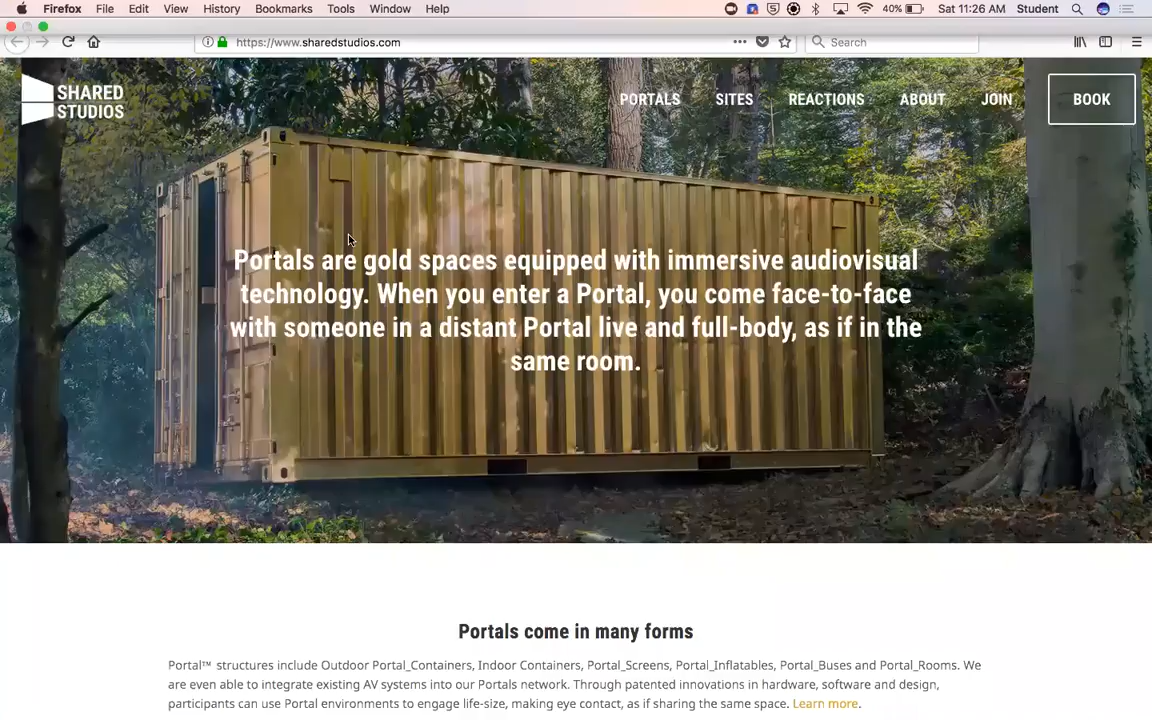 Firefox File Edit View History Bookmarks Tools Window Help 40% Sat 11:26 AM Student
https://www.sharedstudios.com Search
SHARED
STUDIOS
PORTALS SITES REACTIONS ABOUT JOIN BOOK
Portals are gold spaces equipped with immersive audiovisual
technology. When you enter a Portal, you come face-to-face
with someone in a distant Portal live and full-body, as if in the
same room.
Portals come in many forms
Portal™ structures include Outdoor Portal_Containers, Indoor Containers, Portal_Screens, Portal_Inflatables, Portal_Buses and Portal_Rooms. We
are even able to integrate existing AV systems into our Portals network. Through patented innovations in hardware, software and design,
participants can use Portal environments to engage life-size, making eye contact, as if sharing the same space. Learn more.